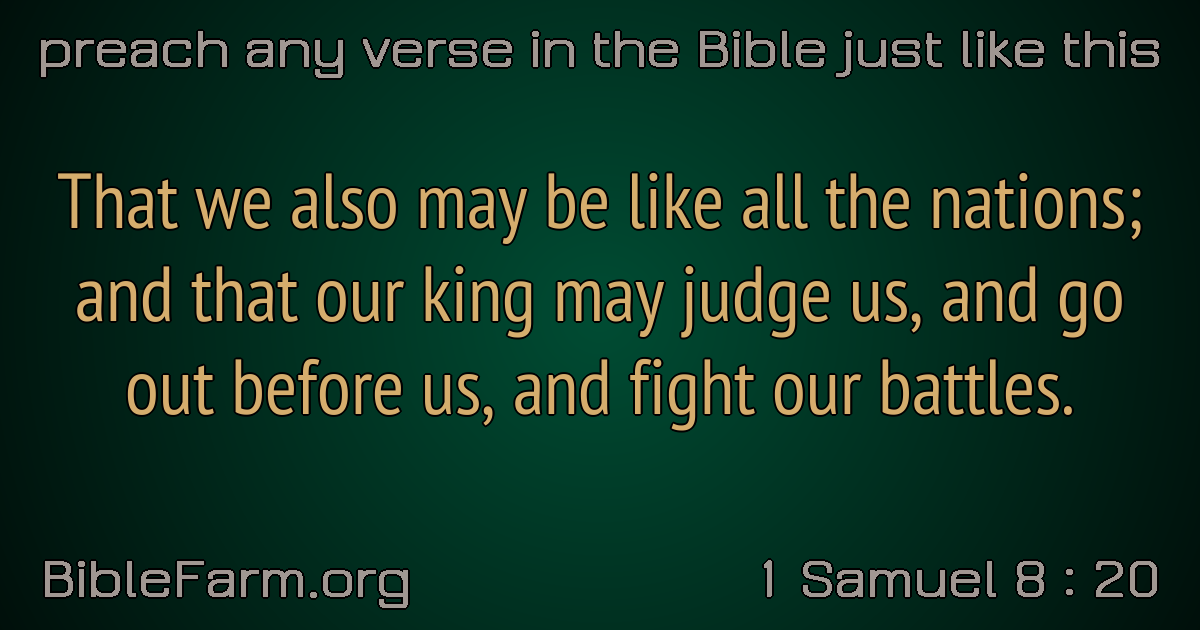 preach any verse in the Bible just like this
That we also may be like all the nations;
and that our king may judge us, and go
out before us, and fight our battles.
BibleFarm.org
1 Samuel 8 : 20